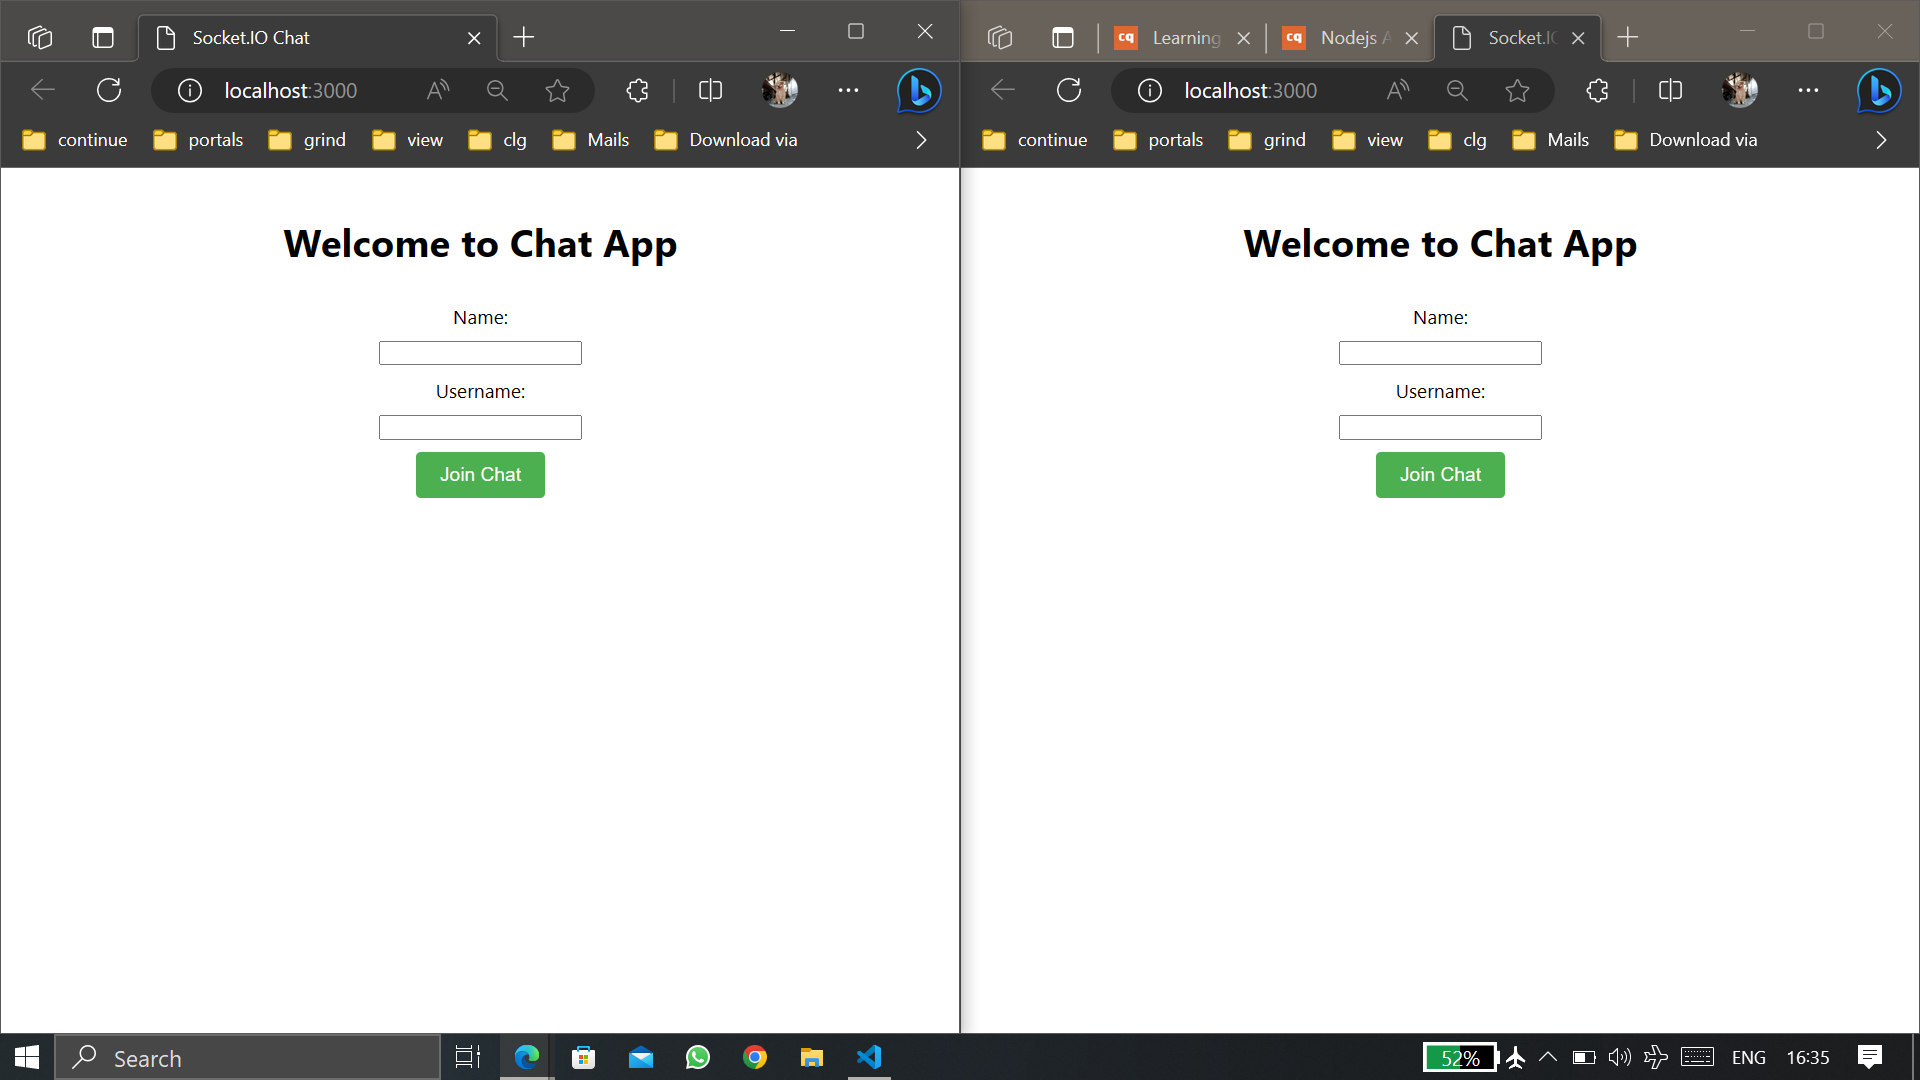 Socket.IO Chat
localhost:3000
continue portals grind view clg Mails Download via
Welcome to Chat App
Name:
Username:
Join Chat
cq Learning cq Nodejs A Socket.IO
localhost:3000
continue portals grind view clg Mails Download via
Welcome to Chat App
Name:
Username:
Join Chat
Search 52% ENG 16:35